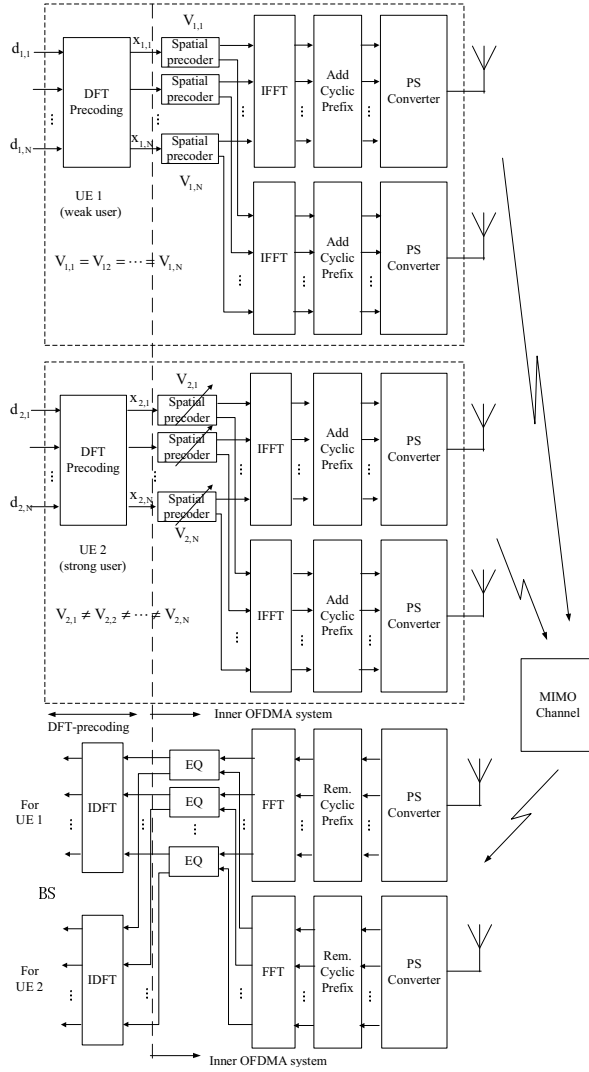 V1,1
d1,1
x1,1
Spatial precoder
Spatial precoder
DFT Precoding
IFFT
Add Cyclic Prefix
PS Converter
...
...
...
...
...
d1,N
x1,N
Spatial precoder
V1,N
UE 1
(weak user)
V1,1 = V12 = ··· = V1,N
IFFT
Add Cyclic Prefix
PS Converter
...
...
...
V2,1
d2,1
x2,1
Spatial precoder
Spatial precoder
DFT Precoding
IFFT
Add Cyclic Prefix
PS Converter
...
...
...
...
...
d2,N
x2,N
Spatial precoder
V2,N
UE 2
(strong user)
V2,1 ≠ V2,2 ≠ ··· ≠ V2,N
IFFT
Add Cyclic Prefix
PS Converter
...
...
...
MIMO Channel
Inner OFDMA system
DFT-precoding
For UE 1
IDFT
EQ
EQ
...
EQ
FFT
Rem. Cyclic Prefix
PS Converter
...
...
...
...
...
BS
For UE 2
IDFT
FFT
Rem. Cyclic Prefix
PS Converter
...
...
...
...
...
Inner OFDMA system